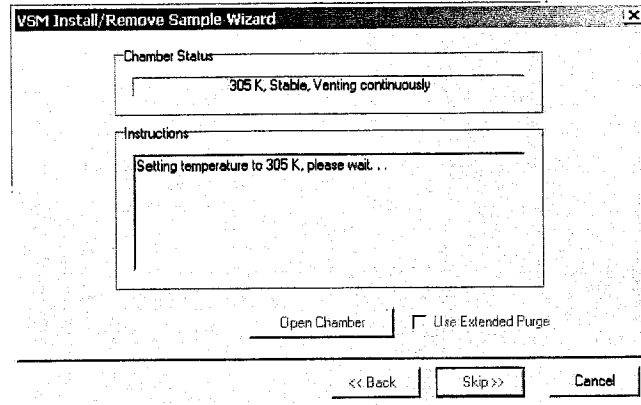 VSM Install/Remove Sample Wizard
Chamber Status
305 K, Stable, Venting continuously
Instructions
Setting temperature to 305 K, please wait. . .
Open Chamber
Use Extended Purge
<< Back
Skip >>
Cancel